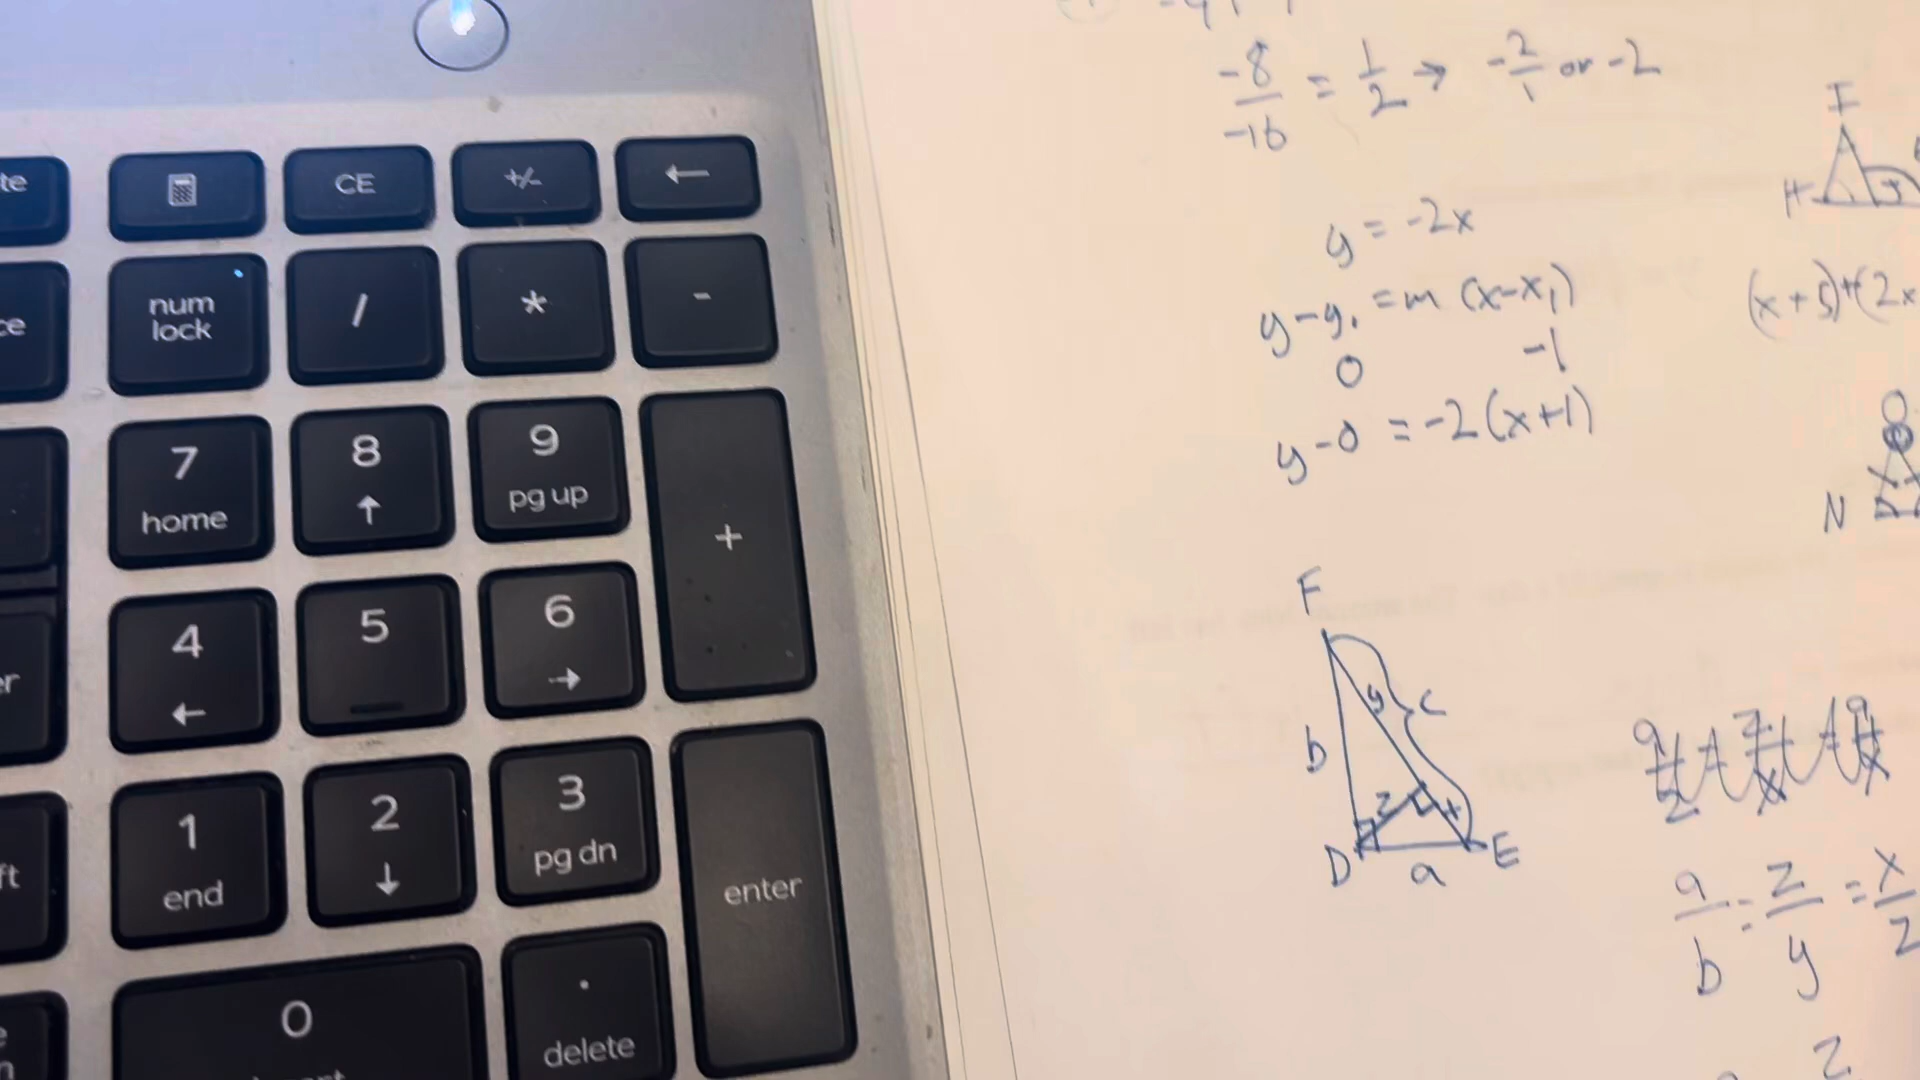 te
CE
+/-
←
num
lock
/
*
-
ce
7
home
8
↑
9
pg up
+
4
←
5
6
→
er
1
end
2
↓
3
pg dn
enter
ft
0
.
delete
-8/-16 = 1/2 → -2/1 or -2
y = -2x
y-y₁ = m(x-x₁)
0 -1
y-0 = -2(x+1)
F
b
y
c
z
x
D
a
E
I
H
(x+5)+(2x
N
a/b = z/y = x/z
z